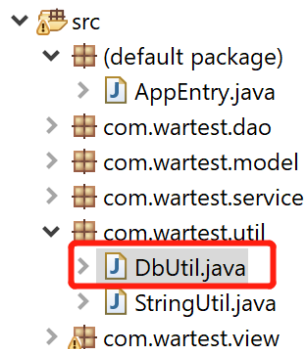 src
(default package)
AppEntry.java
com.wartest.dao
com.wartest.model
com.wartest.service
com.wartest.util
DbUtil.java
StringUtil.java
com.wartest.view